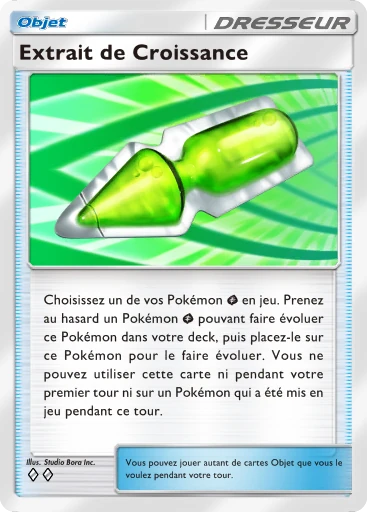 Objet
DRESSEUR
Extrait de Croissance
Choisissez un de vos Pokémon en jeu. Prenez
au hasard un Pokémon pouvant faire évoluer
ce Pokémon dans votre deck, puis placez-le sur
ce Pokémon pour le faire évoluer. Vous ne
pouvez utiliser cette carte ni pendant votre
premier tour ni sur un Pokémon qui a été mis en
jeu pendant ce tour.
Illus. Studio Bora Inc.
Vous pouvez jouer autant de cartes Objet que vous le
voulez pendant votre tour.